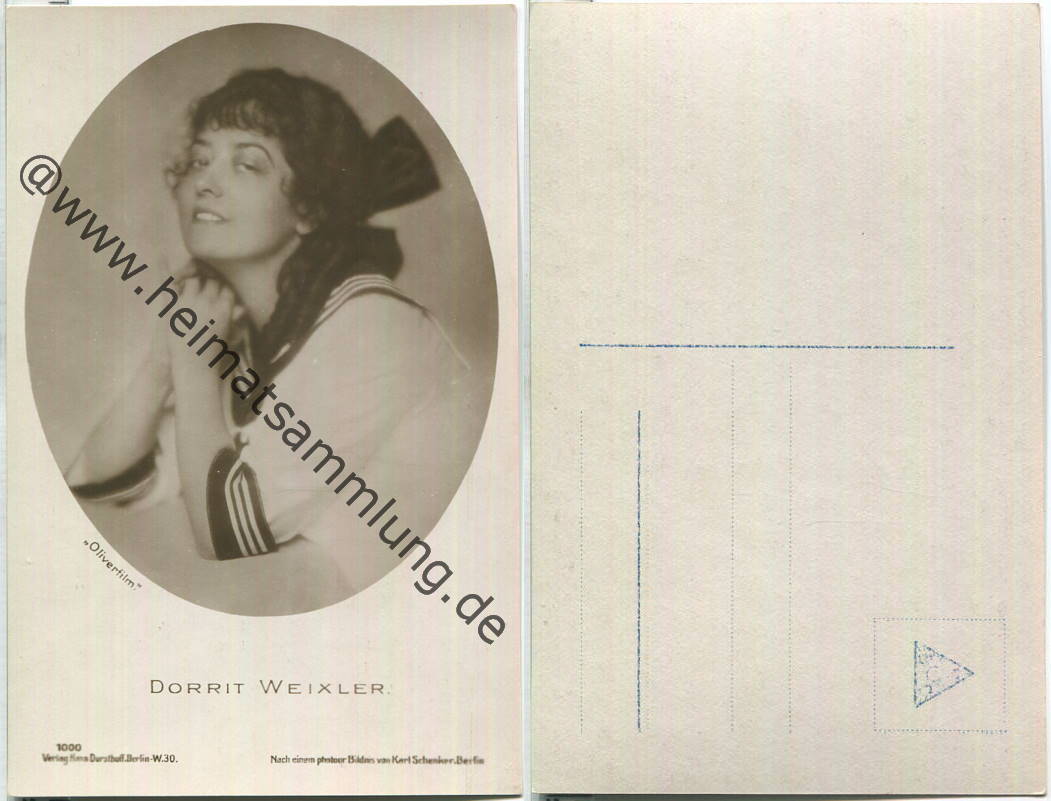 @www.heimatsammlung.de
„Oliverfilm."
DORRIT WEIXLER.
1000
Verlag Hans Dursthoff.Berlin-W.30.
Nach einem photogr Bildnis von Karl Schenker.Berlin